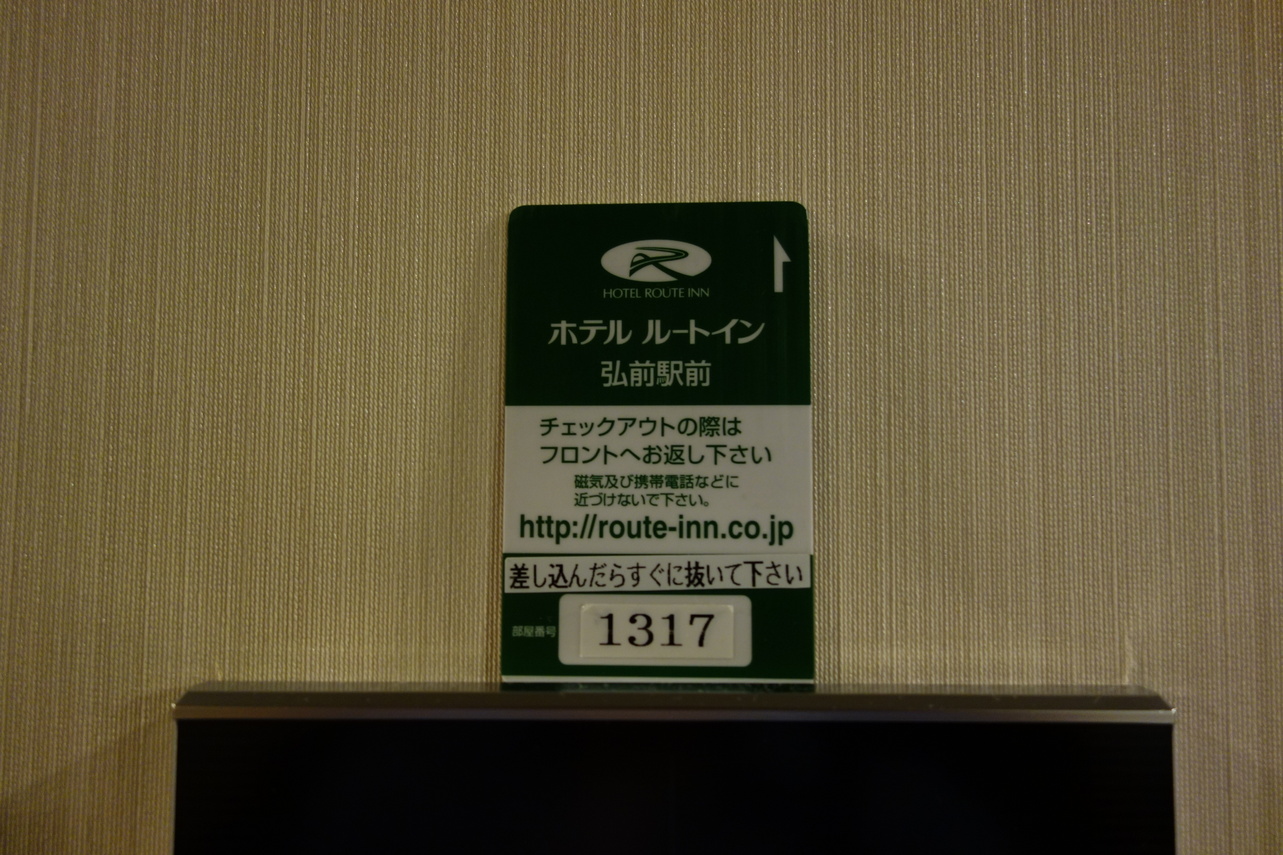 HOTEL ROUTE INN
ホテル ルートイン
弘前駅前
チェックアウトの際は
フロントへお返し下さい
磁気及び携帯電話などに
近づけないで下さい。
http://route-inn.co.jp
差し込んだらすぐに抜いて下さい
部屋番号 1317